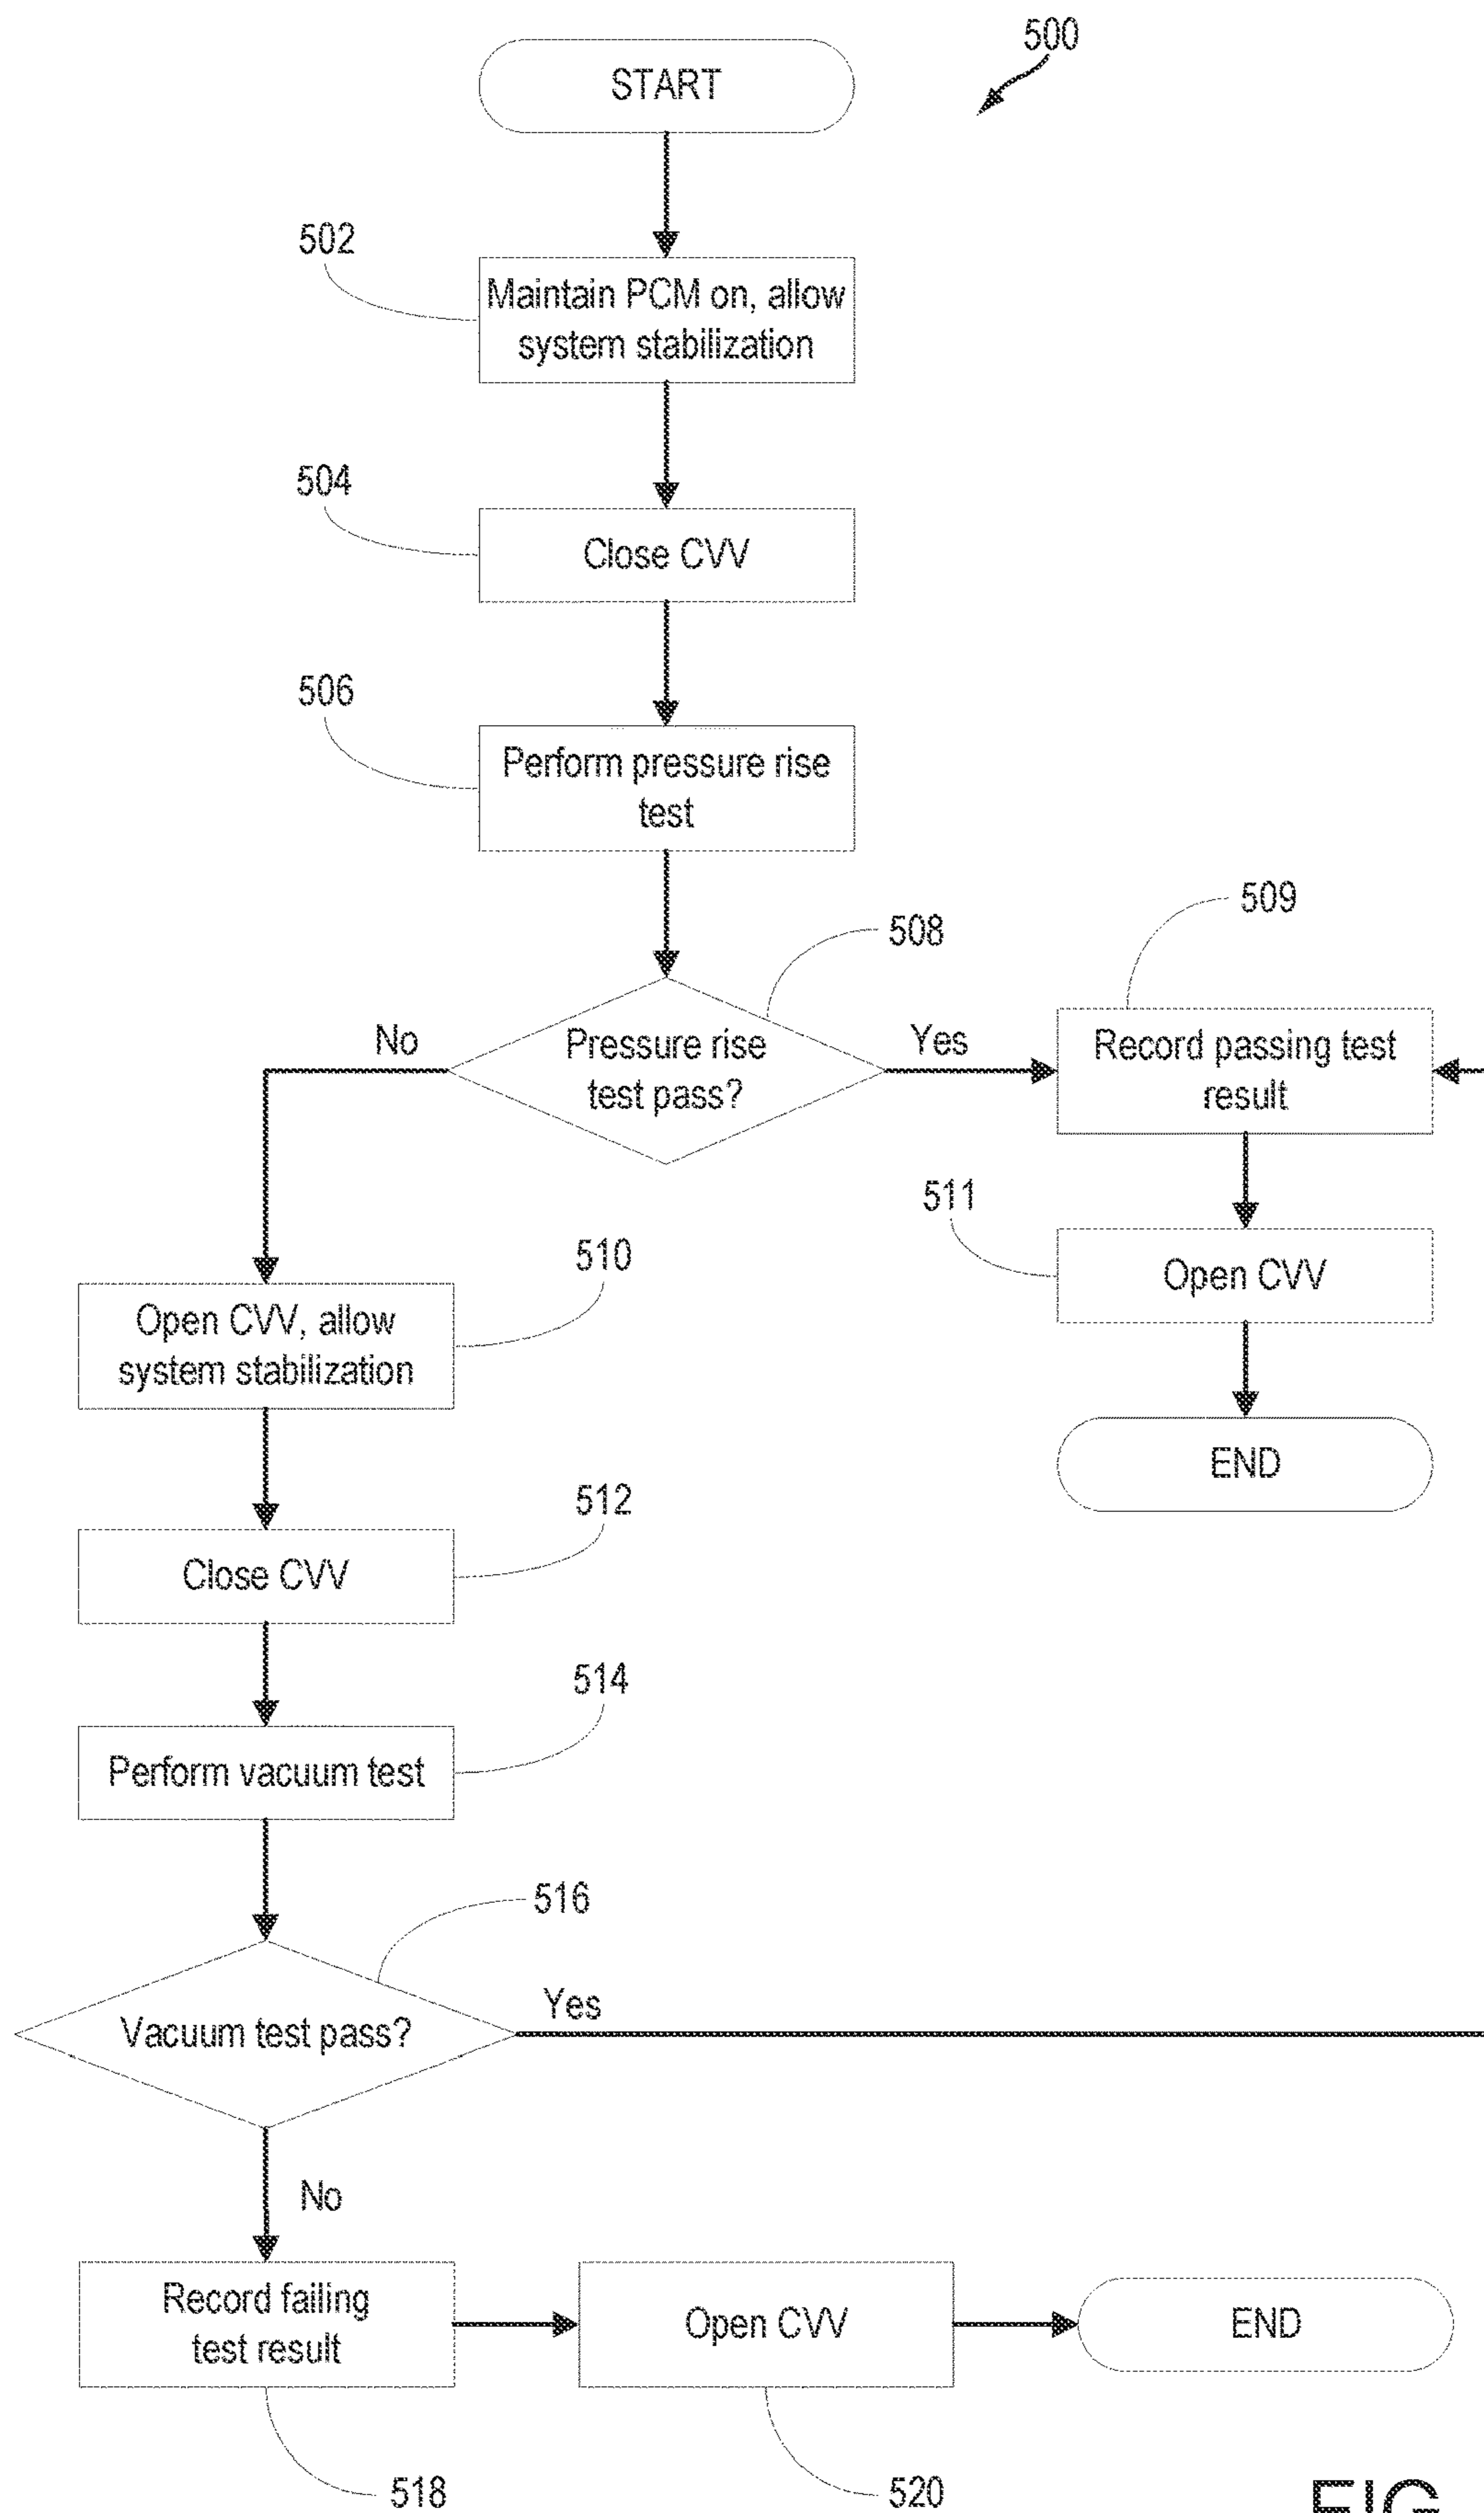 500
START
502
Maintain PCM on, allow
system stabilization
504
Close CVV
506
Perform pressure rise
test
508
509
No
Pressure rise
test pass?
Yes
Record passing test
result
511
Open CVV
END
510
Open CVV, allow
system stabilization
512
Close CVV
514
Perform vacuum test
516
Vacuum test pass?
Yes
No
Record failing
test result
Open CVV
END
518
520
FIG